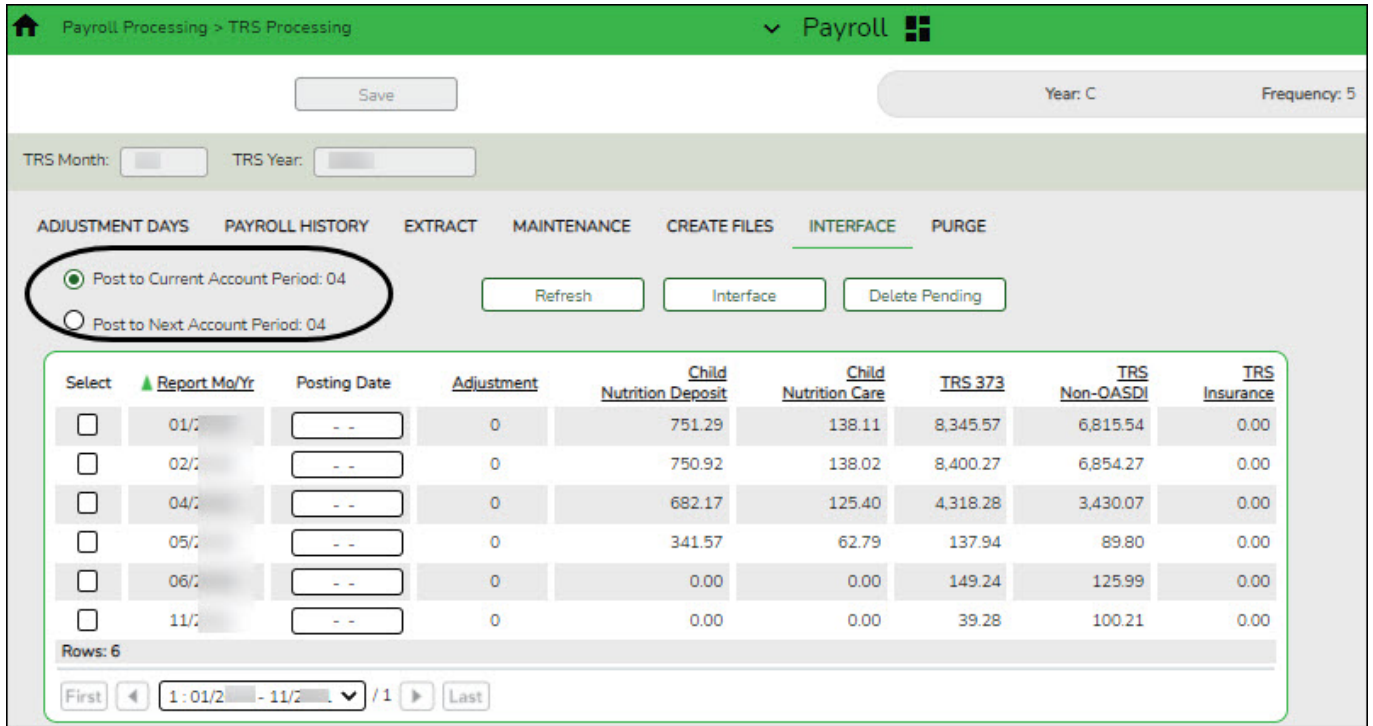 Payroll Processing > TRS Processing
Payroll
Save
Year: C
Frequency: 5
TRS Month:
TRS Year:
ADJUSTMENT DAYS PAYROLL HISTORY EXTRACT MAINTENANCE CREATE FILES INTERFACE PURGE
Post to Current Account Period: 04
Post to Next Account Period: 04
Refresh
Interface
Delete Pending
Select Report Mo/Yr Posting Date Adjustment Child Nutrition Deposit Child Nutrition Care TRS 373 TRS Non-OASDI TRS Insurance
01/2 - - 0 751.29 138.11 8,345.57 6,815.54 0.00
02/2 - - 0 750.92 138.02 8,400.27 6,854.27 0.00
04/2 - - 0 682.17 125.40 4,318.28 3,430.07 0.00
05/2 - - 0 341.57 62.79 137.94 89.80 0.00
06/2 - - 0 0.00 0.00 149.24 125.99 0.00
11/2 - - 0 0.00 0.00 39.28 100.21 0.00
Rows: 6
First 1 : 01/2 - 11/2 / 1 Last